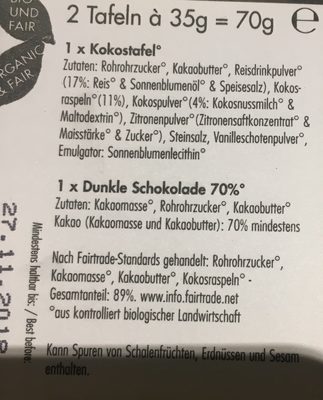 BIO
UND
FAIR
ORGANIC
& FAIR
2 Tafeln à 35g = 70g ℮
1 x Kokostafel°
Zutaten: Rohrohrzucker°, Kakaobutter°, Reisdrinkpulver°
(17%: Reis° & Sonnenblumenöl° & Speisesalz), Kokos-
raspeln°(11%), Kokospulver°(4%: Kokosnussmilch° &
Maltodextrin°), Zitronenpulver°(Zitronensaftkonzentrat° &
Maisstärke° & Zucker°), Steinsalz, Vanilleschotenpulver°,
Emulgator: Sonnenblumenlecithin°
1 x Dunkle Schokolade 70%°
Zutaten: Kakaomasse°, Rohrohrzucker°, Kakaobutter°
Kakao (Kakaomasse und Kakaobutter): 70% mindestens
Nach Fairtrade-Standards gehandelt: Rohrohrzucker°,
Kakaomasse°, Kakaobutter°, Kokosraspeln° -
Gesamtanteil: 89%. www.info.fairtrade.net
°aus kontrolliert biologischer Landwirtschaft
Kann Spuren von Schalenfrüchten, Erdnüssen und Sesam
enthalten.
Mindestens haltbar bis: / Best before:
27.11.2019